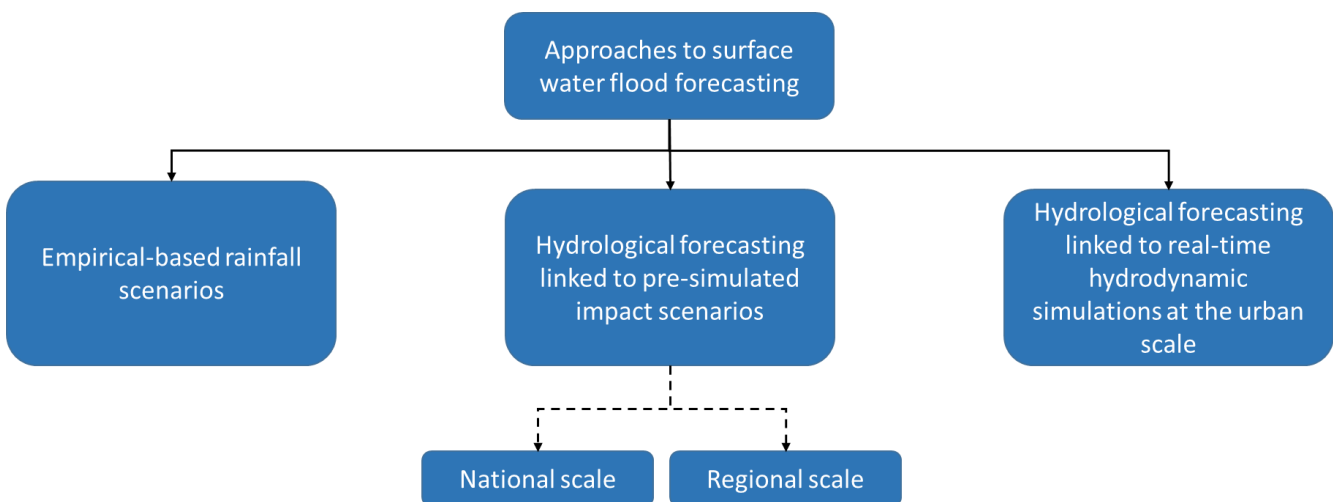 Approaches to surface
water flood forecasting
Empirical-based rainfall
scenarios
Hydrological forecasting
linked to pre-simulated
impact scenarios
Hydrological forecasting
linked to real-time
hydrodynamic
simulations at the urban
scale
National scale
Regional scale